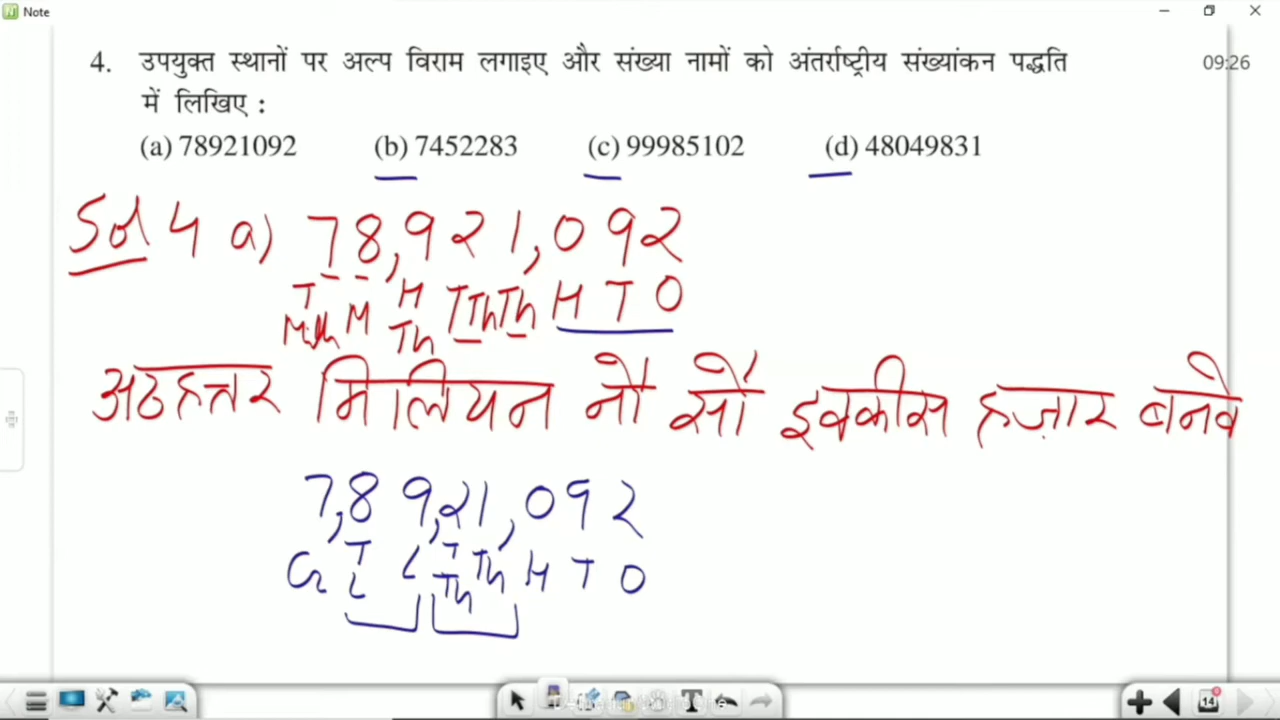 Note
4. उपयुक्त स्थानों पर अल्प विराम लगाइए और संख्या नामों को अंतर्राष्ट्रीय संख्यांकन पद्धति
09:26
में लिखिए :
(a) 78921092 (b) 7452283 (c) 99985102 (d) 48049831
Sol 4 a) 78,921,092
T M H T Th Th H T O
M Th
अठहत्तर मिलियन नौ सौ इक्कीस हज़ार बानवे
7,89,21,092
Cr T L T Th H T O
L Th
14